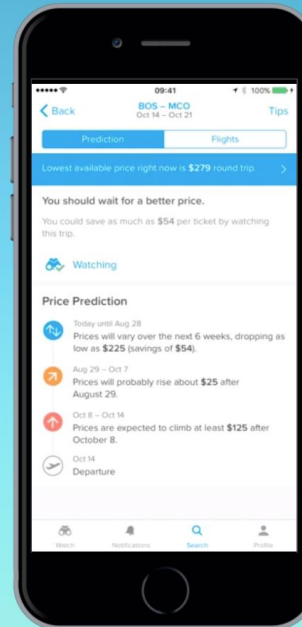 09:41
100%
Back
BOS – MCO
Oct 14 – Oct 21
Tips
Prediction
Flights
Lowest available price right now is $279 round trip.
You should wait for a better price.
You could save as much as $54 per ticket by watching
this trip.
Watching
Price Prediction
Today until Aug 28
Prices will vary over the next 6 weeks, dropping as
low as $225 (savings of $54).
Aug 29 – Oct 7
Prices will probably rise about $25 after
August 29.
Oct 8 – Oct 14
Prices are expected to climb at least $125 after
October 8.
Oct 14
Departure
Watch
Notifications
Search
Profile